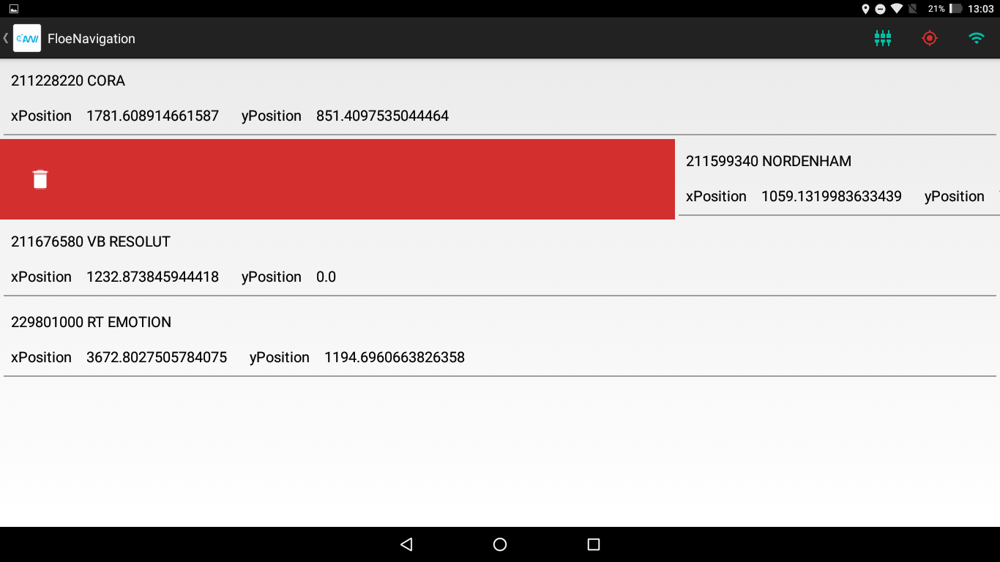 21% 13:03
AWI FloeNavigation
211228220 CORA
xPosition 1781.608914661587 yPosition 851.4097535044464
211599340 NORDENHAM
xPosition 1059.1319983633439 yPosition
211676580 VB RESOLUT
xPosition 1232.873845944418 yPosition 0.0
229801000 RT EMOTION
xPosition 3672.8027505784075 yPosition 1194.6960663826358